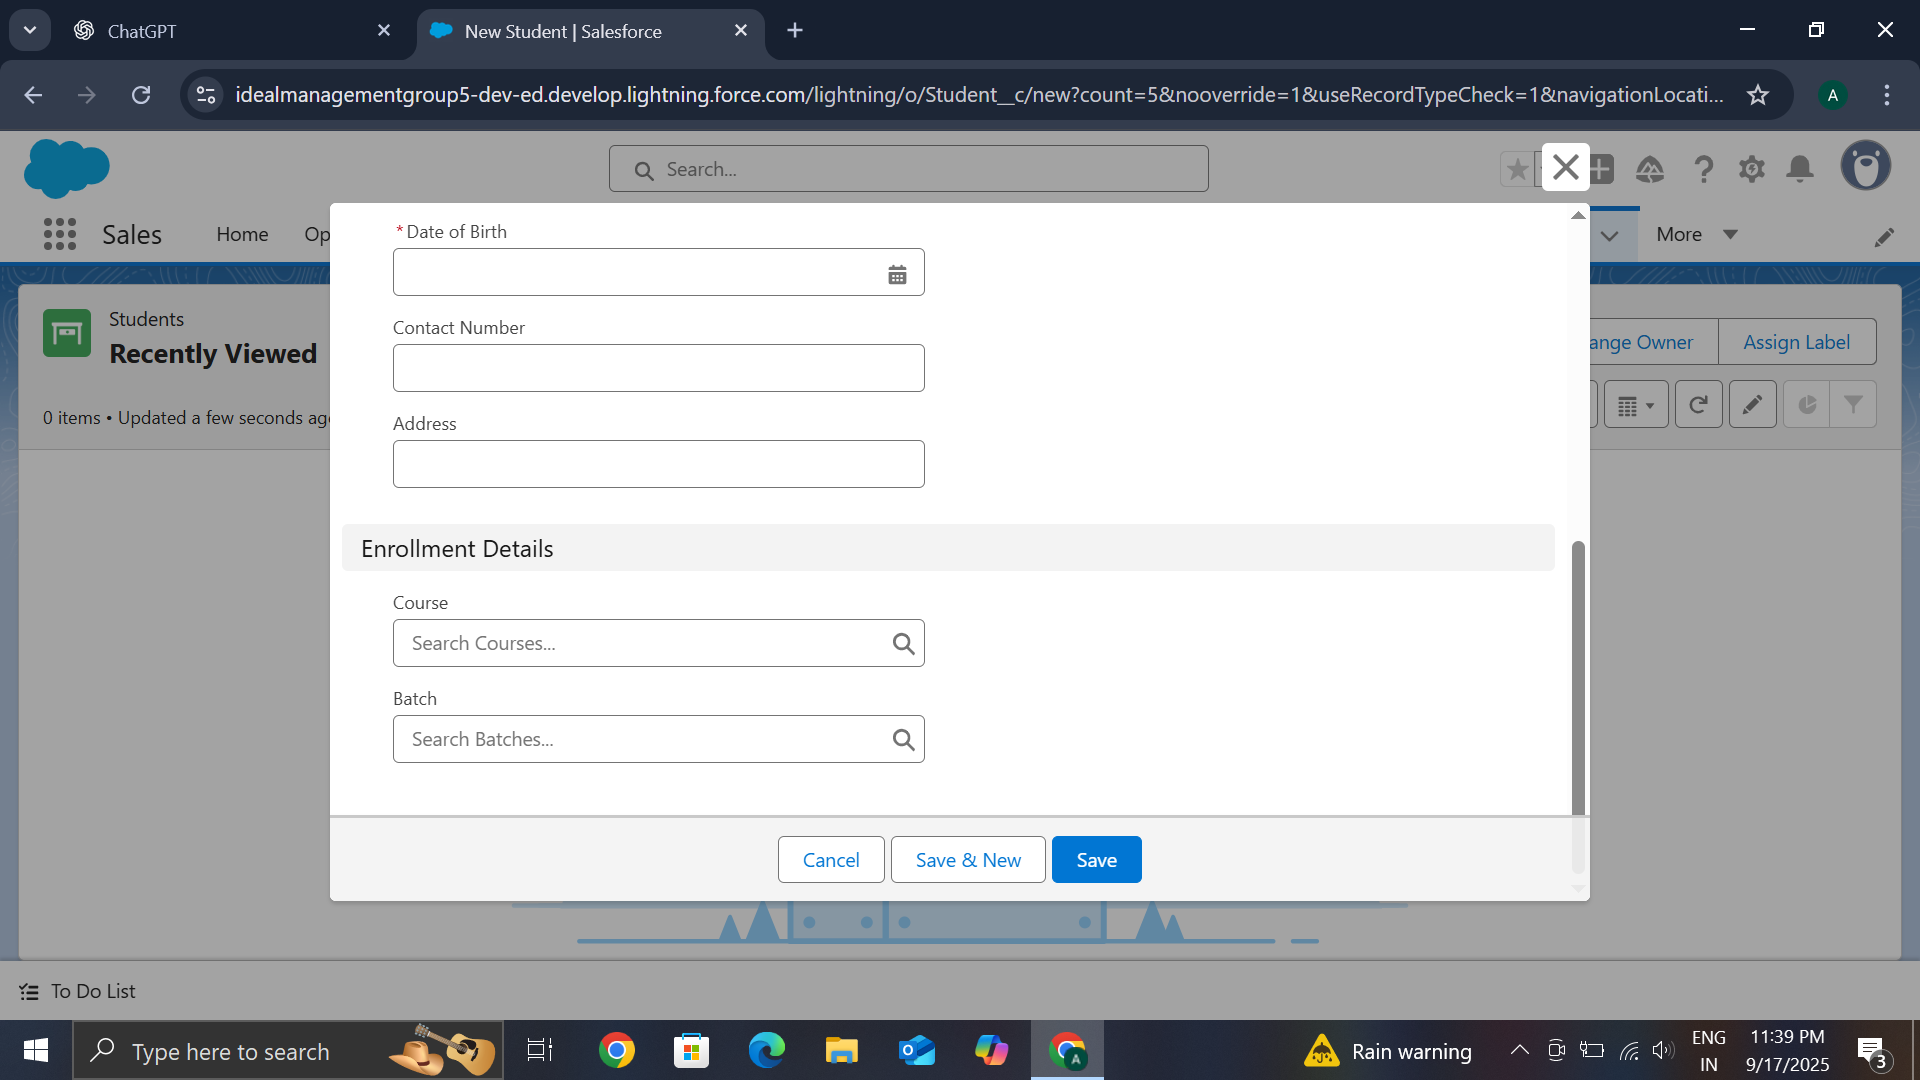 ChatGPT
New Student | Salesforce
idealmanagementgroup5-dev-ed.develop.lightning.force.com/lightning/o/Student__c/new?count=5&nooverride=1&useRecordTypeCheck=1&navigationLocati...
A
Search...
Sales
Home
Op
More
Students
Recently Viewed
0 items • Updated a few seconds ag
ange Owner
Assign Label
*Date of Birth
Contact Number
Address
Enrollment Details
Course
Search Courses...
Batch
Search Batches...
Cancel
Save & New
Save
To Do List
Type here to search
A
Rain warning
ENG
IN
11:39 PM
9/17/2025
3